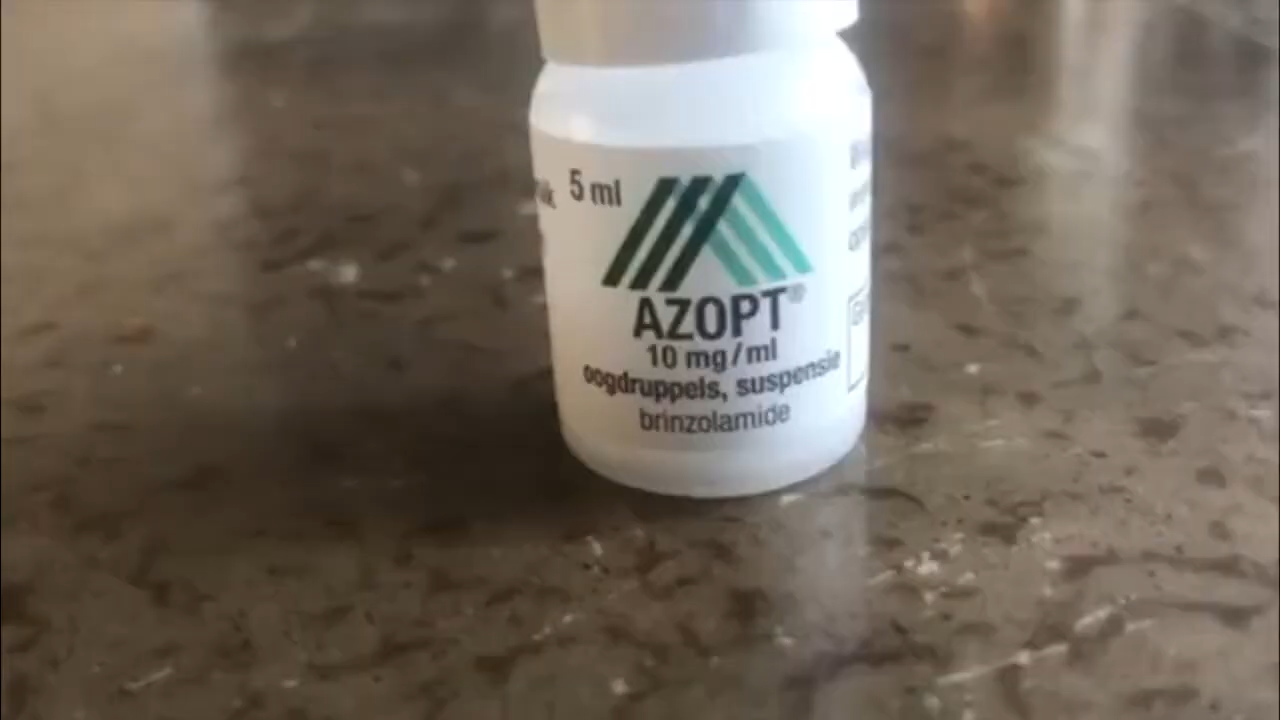 5 ml
AZOPT®
10 mg/ml
oogdruppels, suspensie
brinzolamide